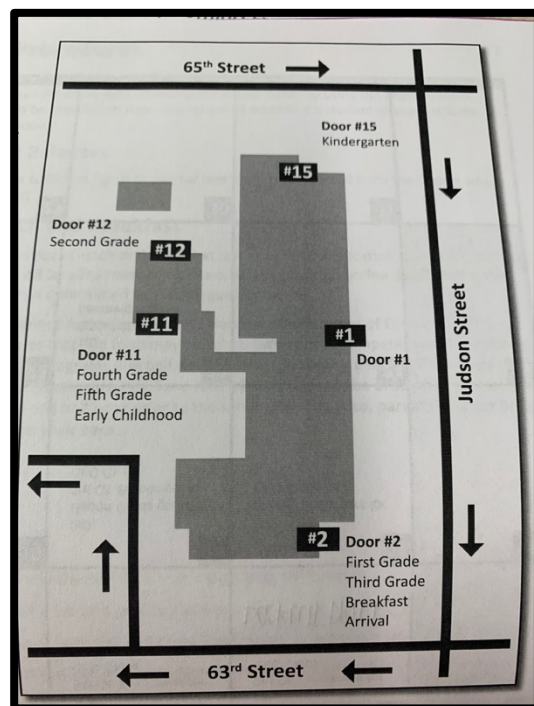 65th Street
Door #15
Kindergarten
#15
Door #12
Second Grade
#12
#11
Door #11
Fourth Grade
Fifth Grade
Early Childhood
#1
Door #1
Judson Street
#2
Door #2
First Grade
Third Grade
Breakfast
Arrival
63rd Street